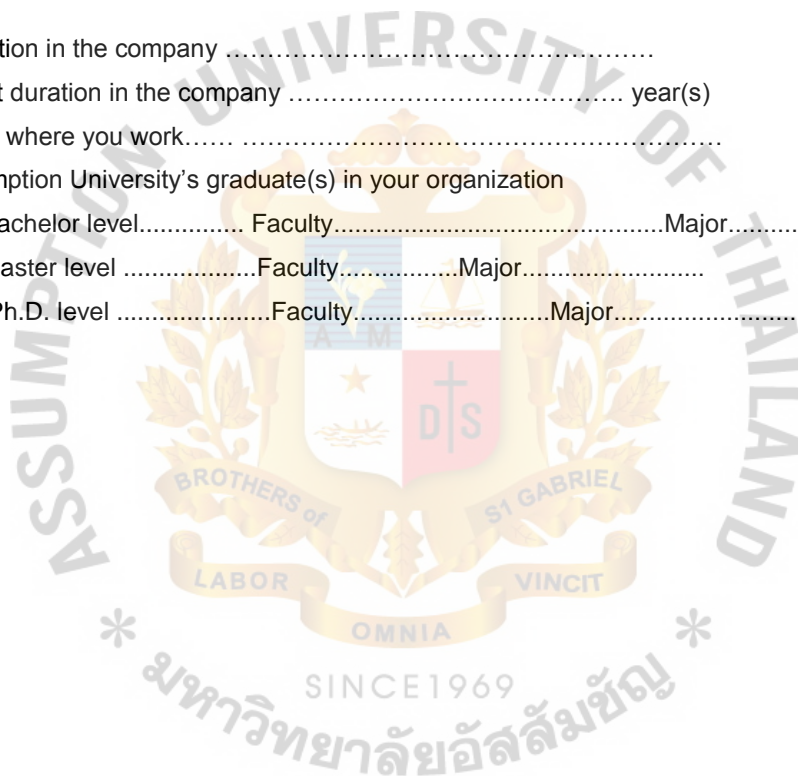 tion in the company ……………………………………………
t duration in the company ………………………………… year(s)
where you work…… …………………………………………………
nption University's graduate(s) in your organization
achelor level............... Faculty................................................Major..........
aster level ...................Faculty.................Major..........................
Ph.D. level ......................Faculty............................Major..........................
ASSUMPTION UNIVERSITY OF THAILAND
A M
D S
BROTHERS of ST GABRIEL
LABOR OMNIA VINCIT
SINCE1969
* มหาวิทยาลัยอัสสัมชัญ *